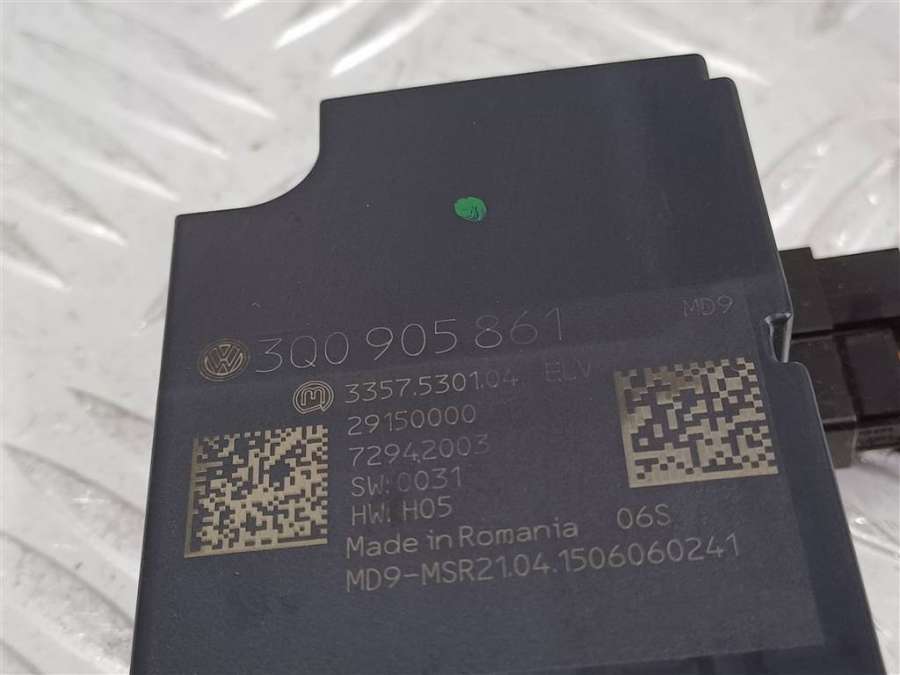 MD9
3Q0 905 861
3357.5301.04 ELV
29150000
72942003
SW: 0031
HW: H05
Made in Romania 06S
MD9-MSR21.04.1506060241